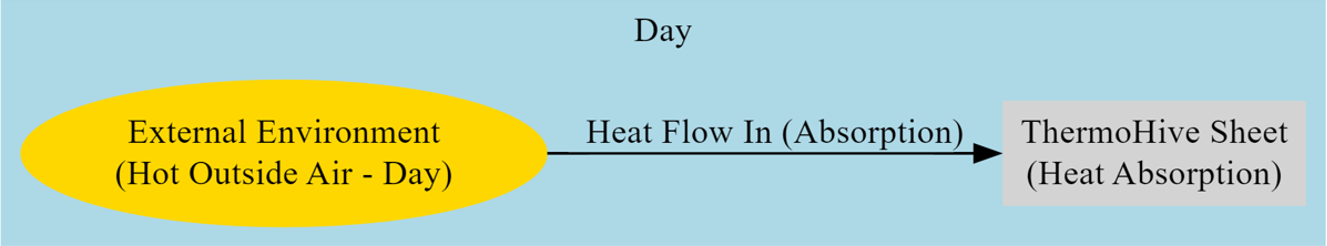 Day
External Environment
(Hot Outside Air - Day)
Heat Flow In (Absorption)
ThermoHive Sheet
(Heat Absorption)